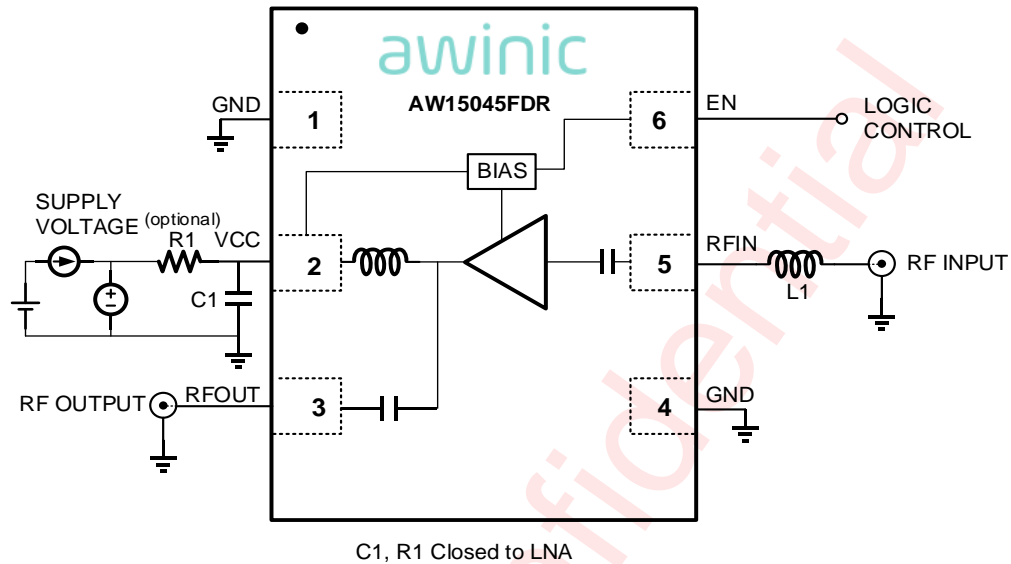 awinic
AW15045FDR
GND
1
6
EN
LOGIC
CONTROL
BIAS
SUPPLY
VOLTAGE
(optional)
R1
VCC
2
5
RFIN
RF INPUT
C1
L1
RF OUTPUT
RFOUT
3
4
GND
C1, R1 Closed to LNA